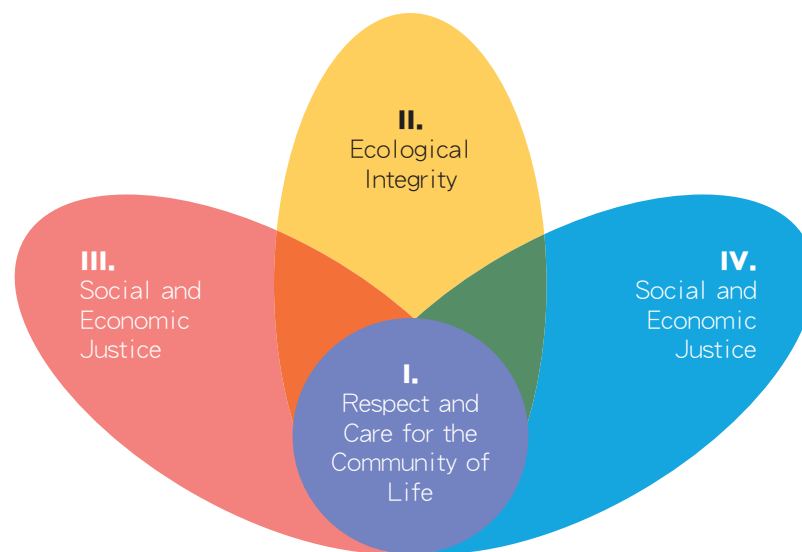 II.
Ecological
Integrity
III.
Social and
Economic
Justice
IV.
Social and
Economic
Justice
I.
Respect and
Care for the
Community of
Life